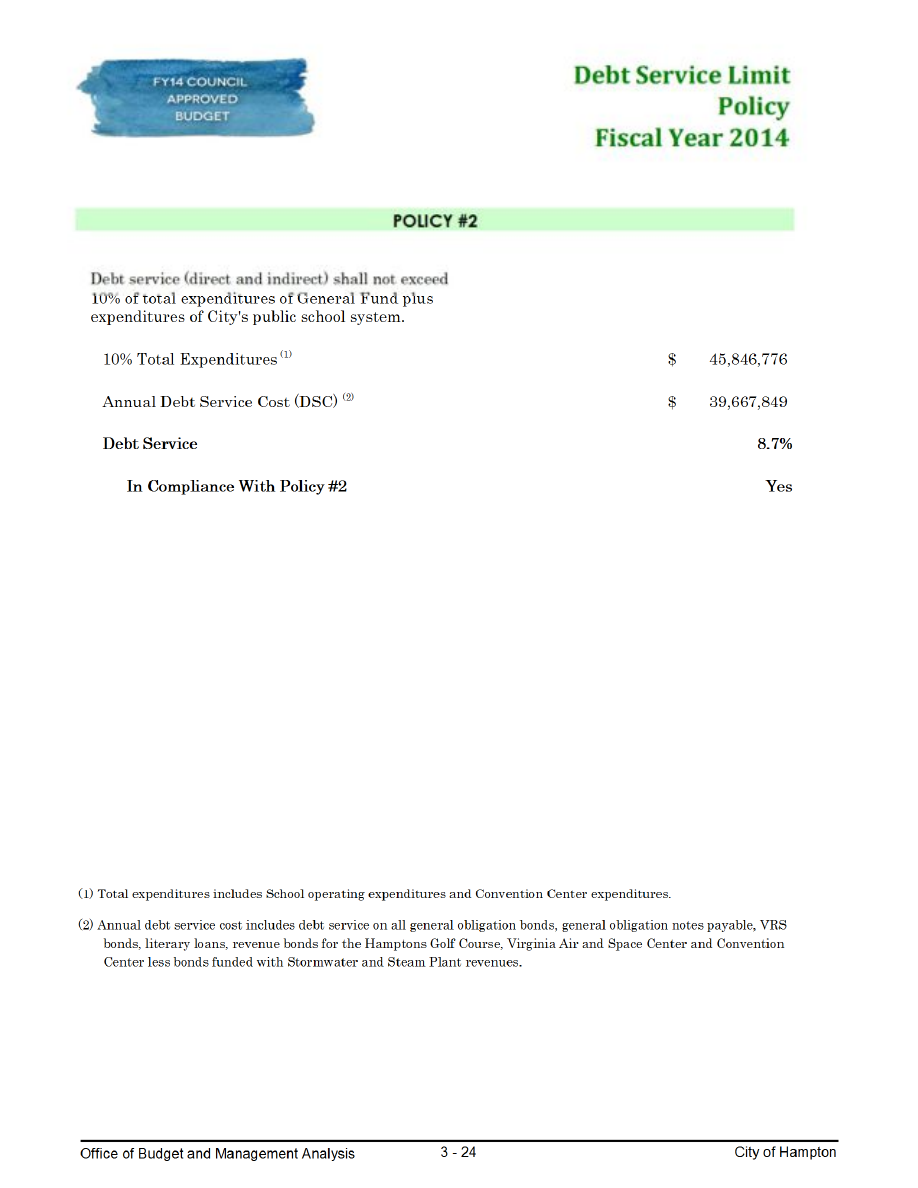 FY14 COUNCIL
APPROVED
BUDGET
Debt Service Limit
Policy
Fiscal Year 2014
POLICY #2
Debt service (direct and indirect) shall not exceed
10% of total expenditures of General Fund plus
expenditures of City's public school system.
10% Total Expenditures (1) $ 45,846,776
Annual Debt Service Cost (DSC) (2) $ 39,667,849
Debt Service 8.7%
In Compliance With Policy #2 Yes
(1) Total expenditures includes School operating expenditures and Convention Center expenditures.
(2) Annual debt service cost includes debt service on all general obligation bonds, general obligation notes payable, VRS
bonds, literary loans, revenue bonds for the Hamptons Golf Course, Virginia Air and Space Center and Convention
Center less bonds funded with Stormwater and Steam Plant revenues.
Office of Budget and Management Analysis 3 - 24 City of Hampton